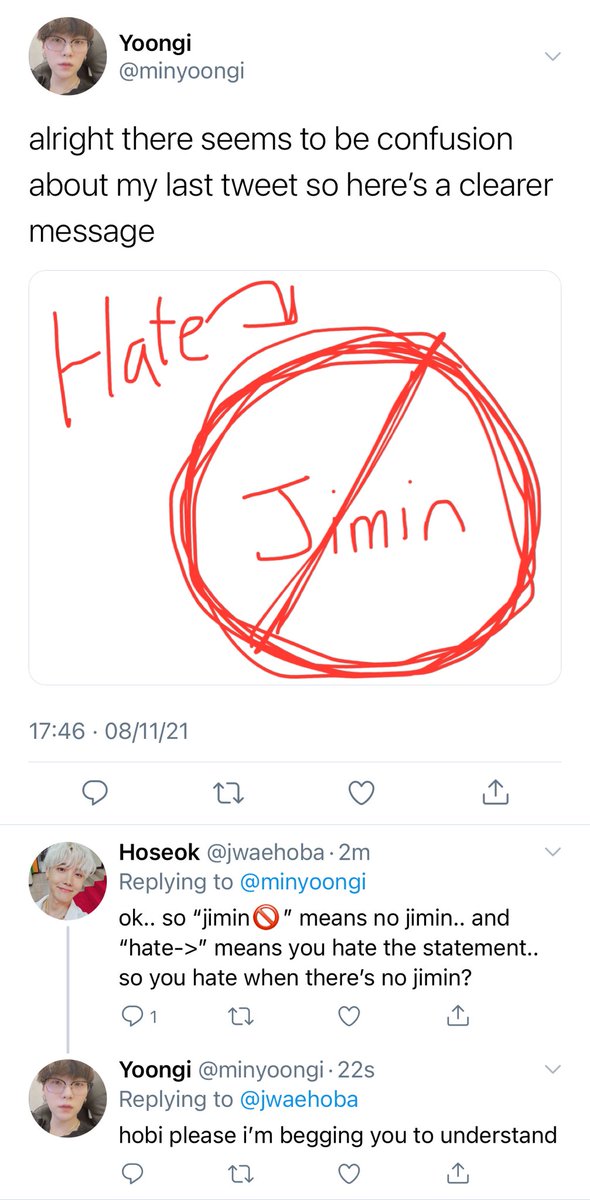 Yoongi
@minyoongi
alright there seems to be confusion
about my last tweet so here’s a clearer
message
Hate
Jimin
17:46 · 08/11/21
Hoseok @jwaehoba · 2m
Replying to @minyoongi
ok.. so “jimin🚫” means no jimin.. and
“hate->” means you hate the statement..
so you hate when there’s no jimin?
1
Yoongi @minyoongi · 22s
Replying to @jwaehoba
hobi please i’m begging you to understand